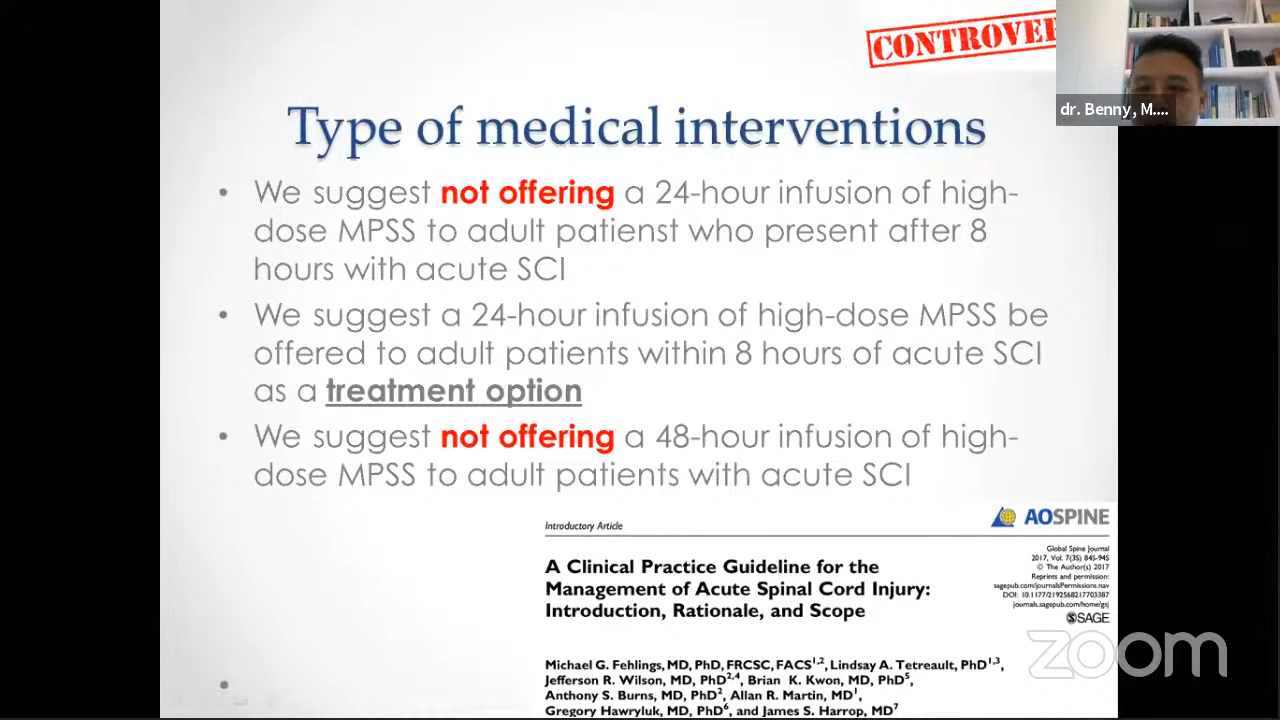 CONTROVE
dr. Benny, M....
Type of medical interventions
• We suggest not offering a 24-hour infusion of high-
dose MPSS to adult patienst who present after 8
hours with acute SCI
• We suggest a 24-hour infusion of high-dose MPSS be
offered to adult patients within 8 hours of acute SCI
as a treatment option
• We suggest not offering a 48-hour infusion of high-
dose MPSS to adult patients with acute SCI
•
Introductory Article
AOSPINE
Global Spine Journal
2017, Vol. 7(3S) 84S-94S
© The Author(s) 2017
Reprints and permission:
sagepub.com/journalsPermissions.nav
DOI: 10.1177/2192568217703387
journals.sagepub.com/home/gsj
SAGE
A Clinical Practice Guideline for the
Management of Acute Spinal Cord Injury:
Introduction, Rationale, and Scope
Michael G. Fehlings, MD, PhD, FRCSC, FACS1,2, Lindsay A. Tetreault, PhD1,3,
Jefferson R. Wilson, MD, PhD2,4, Brian K. Kwon, MD, PhD5,
Anthony S. Burns, MD, PhD2, Allan R. Martin, MD1,
Gregory Hawryluk, MD, PhD6, and James S. Harrop, MD7
zoom